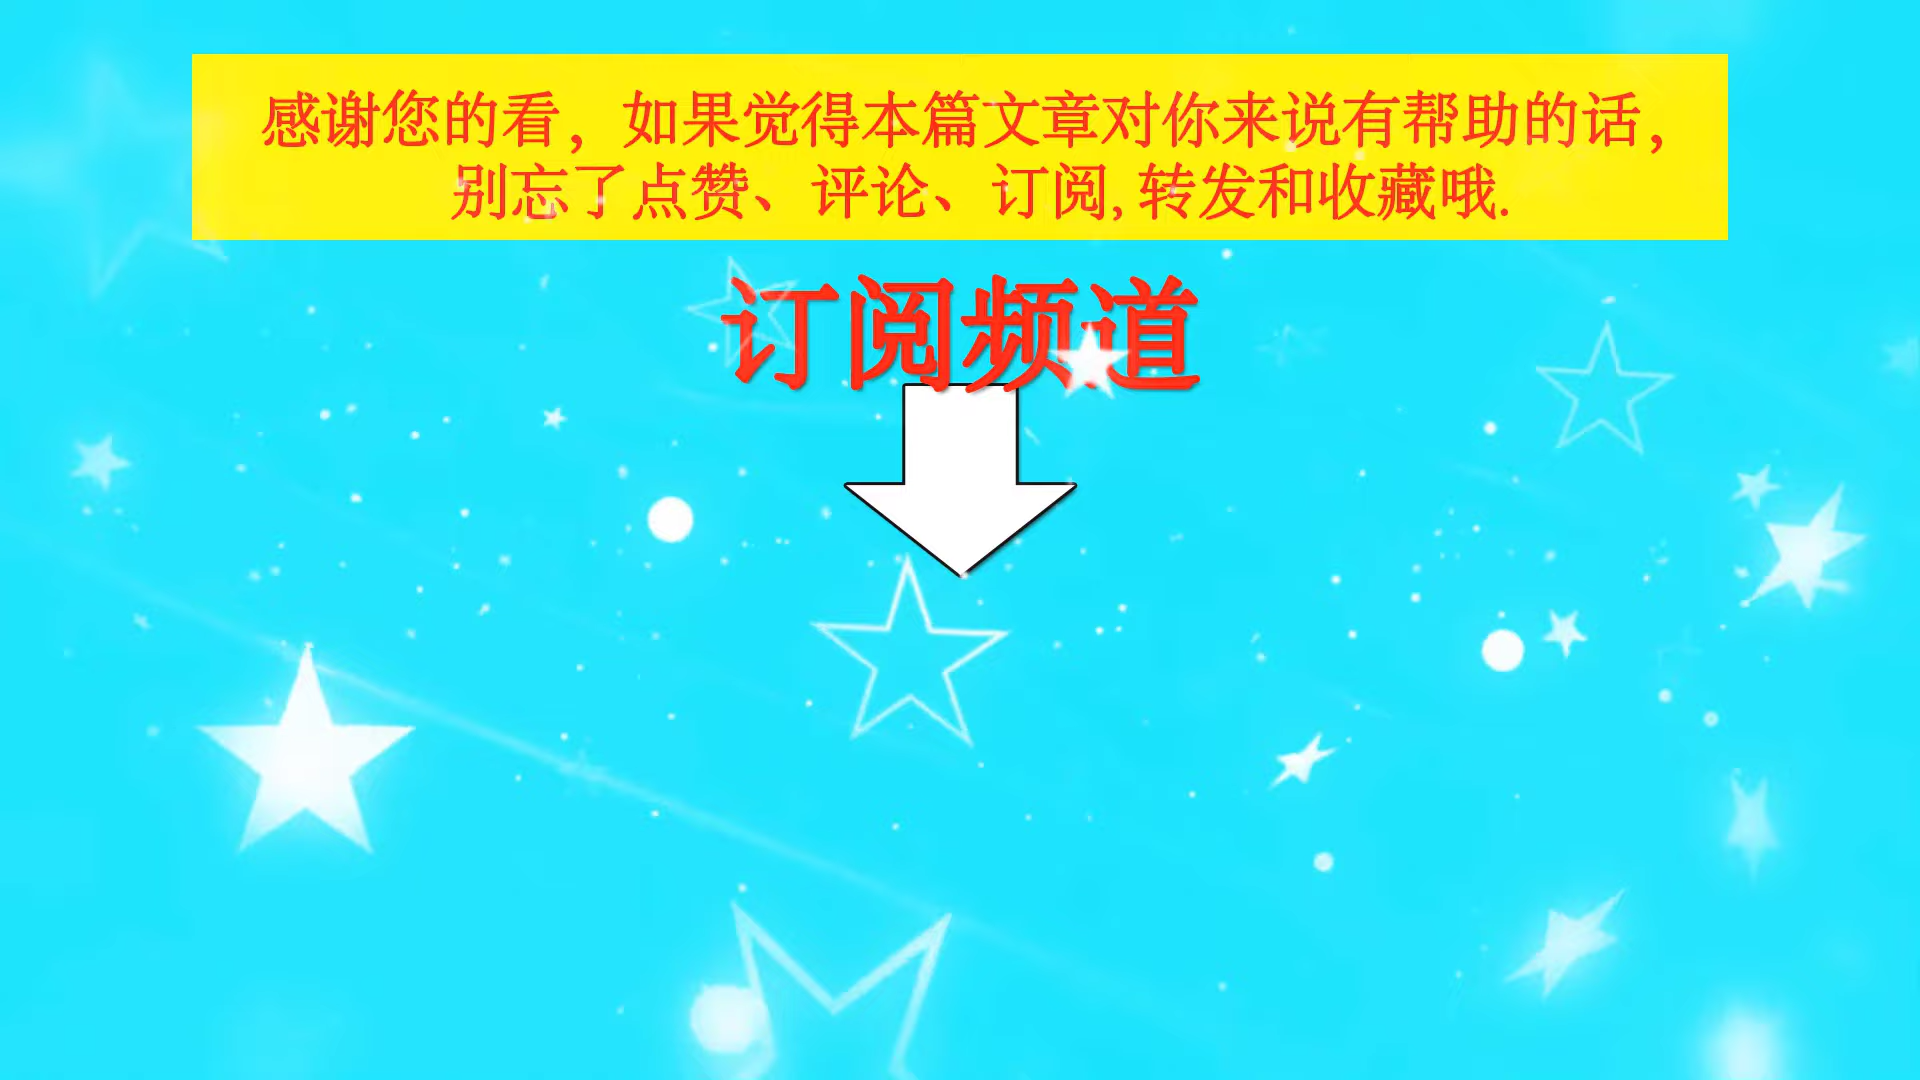 感谢您的看，如果觉得本篇文章对你来说有帮助的话，
别忘了点赞、评论、订阅,转发和收藏哦.
订阅频道